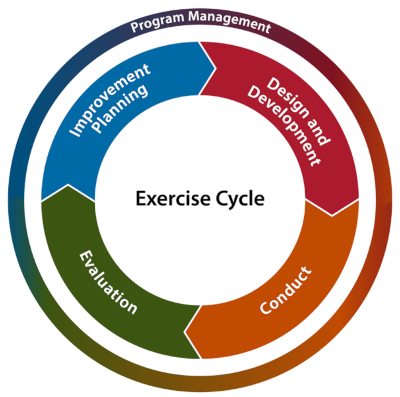 Program Management
Improvement
Planning
Design and
Development
Exercise Cycle
Evaluation
Conduct